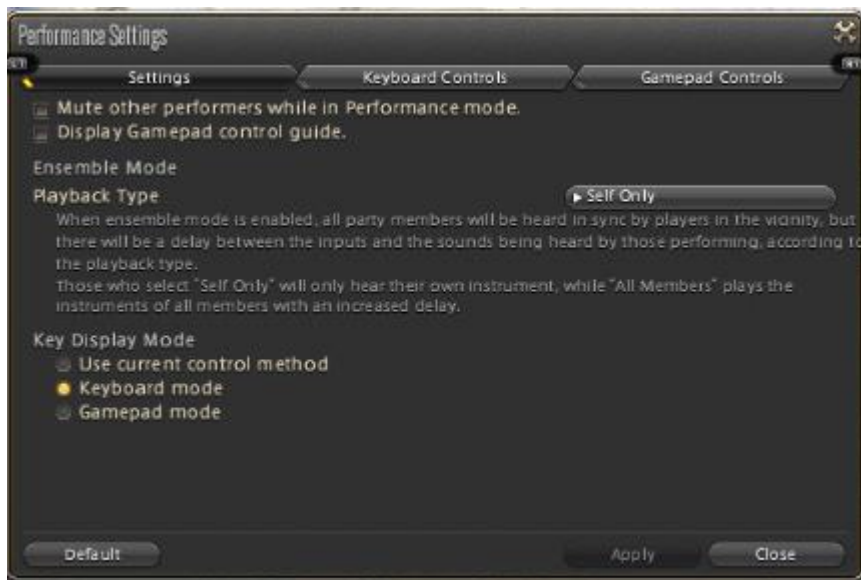 Performance Settings
L1
R1
Settings
Keyboard Controls
Gamepad Controls
Mute other performers while in Performance mode.
Display Gamepad control guide.
Ensemble Mode
Playback Type
Self Only
When ensemble mode is enabled, all party members will be heard in sync by players in the vicinity, but
there will be a delay between the inputs and the sounds being heard by those performing, according to
the playback type.
Those who select "Self Only" will only hear their own instrument, while "All Members" plays the
instruments of all members with an increased delay.
Key Display Mode
Use current control method
Keyboard mode
Gamepad mode
Default
Apply
Close